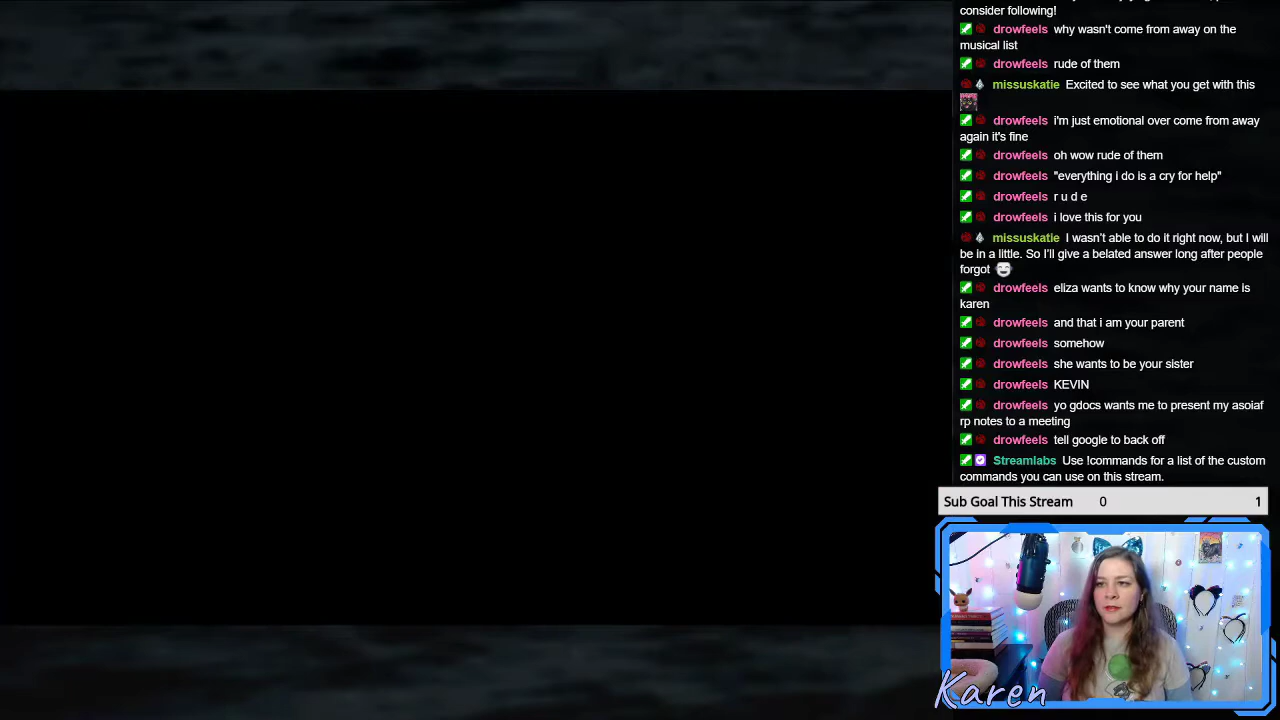 consider following!
drowfeels why wasn't come from away on the
musical list
drowfeels rude of them
missuskatie Excited to see what you get with this
drowfeels i'm just emotional over come from away
again it's fine
drowfeels oh wow rude of them
drowfeels "everything i do is a cry for help"
drowfeels r u d e
drowfeels i love this for you
missuskatie I wasn't able to do it right now, but I will
be in a little. So I'll give a belated answer long after people
forgot
drowfeels eliza wants to know why your name is
karen
drowfeels and that i am your parent
drowfeels somehow
drowfeels she wants to be your sister
drowfeels KEVIN
drowfeels yo gdocs wants me to present my asoiaf
rp notes to a meeting
drowfeels tell google to back off
Streamlabs Use !commands for a list of the custom
commands you can use on this stream.
Sub Goal This Stream 0 1
Karen